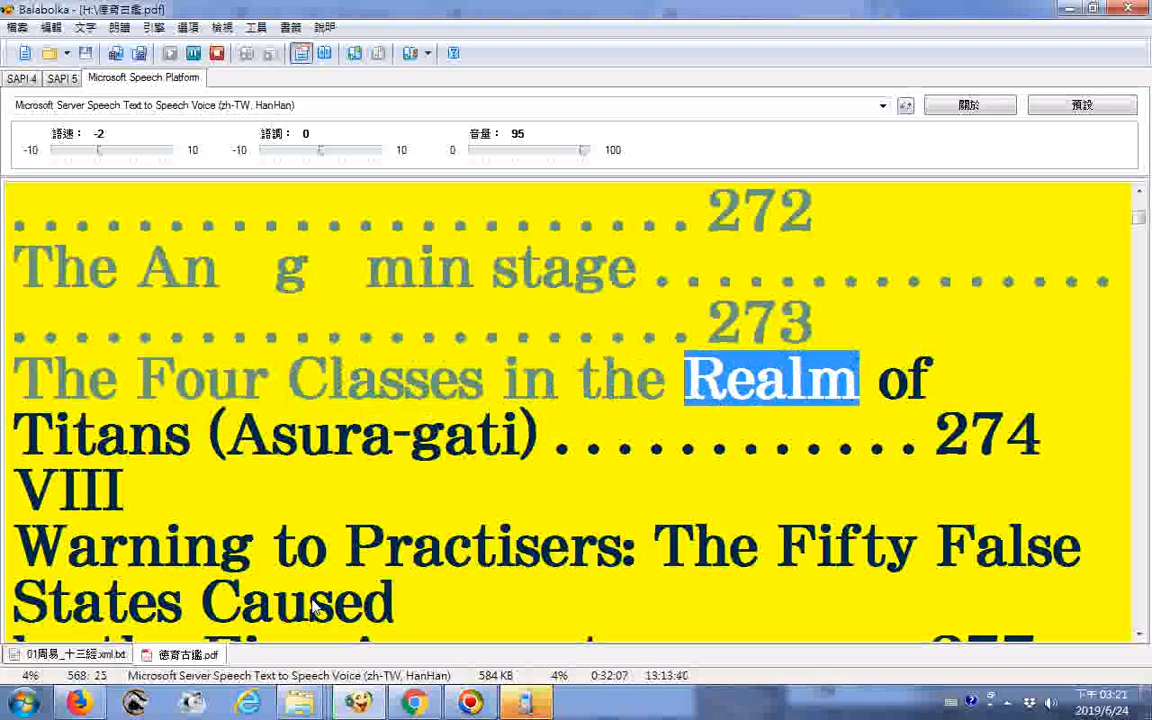 Balabolka - [H:\德育古鑑.pdf]
檔案 編輯 文字 朗讀 引擎 選項 檢視 工具 書籤 說明
SAPI 4 SAPI 5 Microsoft Speech Platform
Microsoft Server Speech Text to Speech Voice (zh-TW, HanHan) 關於 預設
語速： -2 語調： 0 音量： 95
-10 10 -10 10 0 100
. . . . . . . . . . . . . . . . . . . . . . 272
The An g min stage . . . . . . . . . . . . . . .
. . . . . . . . . . . . . . . . . . . . . . 273
The Four Classes in the Realm of
Titans (Asura-gati) . . . . . . . . . . . . 274
VIII
Warning to Practisers: The Fifty False
States Caused
01周易_十三經.xml.txt 德育古鑑.pdf
4% 568: 25 Microsoft Server Speech Text to Speech Voice (zh-TW, HanHan) 584 KB 4% 0:32:07 13:13:46
下午 03:21
2019/6/24